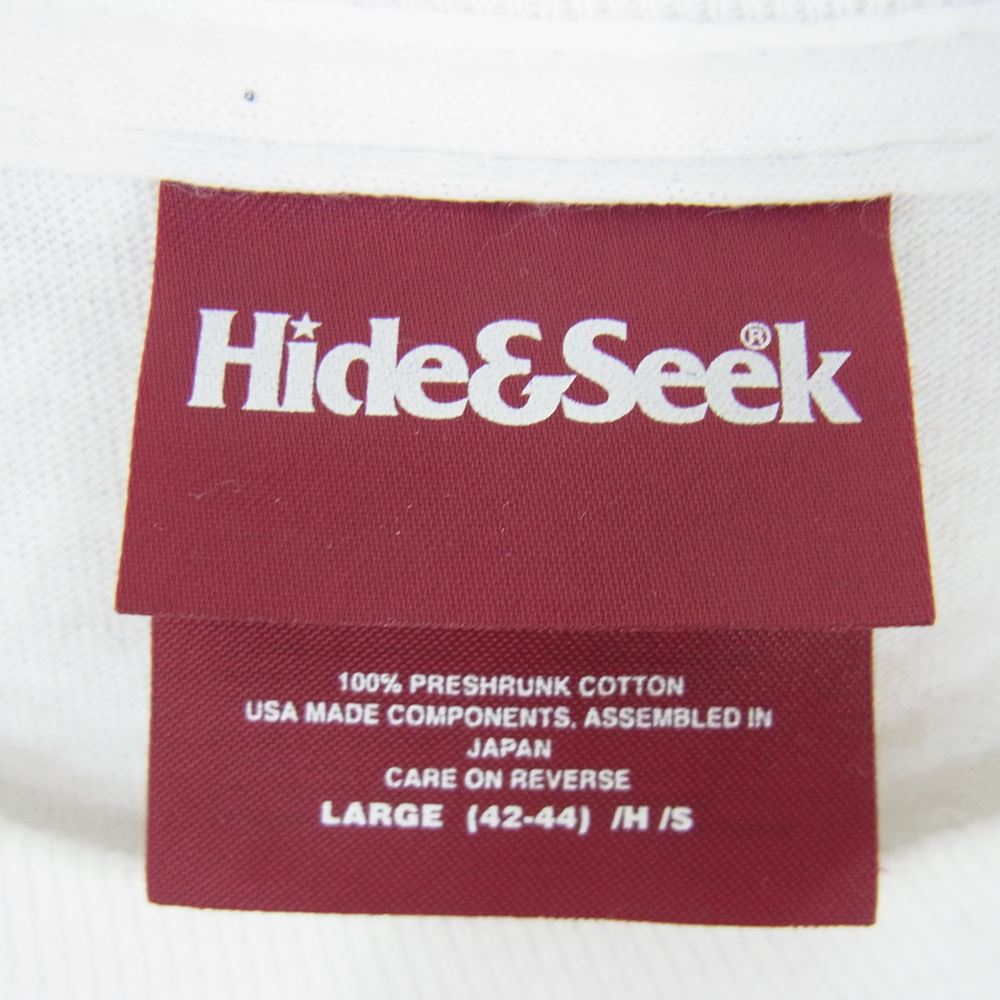 Hide&Seek®
100% PRESHRUNK COTTON
USA MADE COMPONENTS. ASSEMBLED IN
JAPAN
CARE ON REVERSE
LARGE (42-44) /H /S